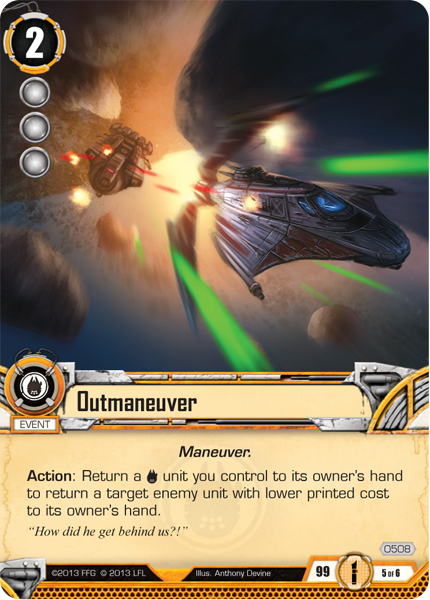 2
Outmaneuver
EVENT
Maneuver.
Action: Return a unit you control to its owner's hand
to return a target enemy unit with lower printed cost
to its owner's hand.
"How did he get behind us?!"
0508
©2013 FFG © 2013 LFL Illus. Anthony Devine 99 1 5 OF 6